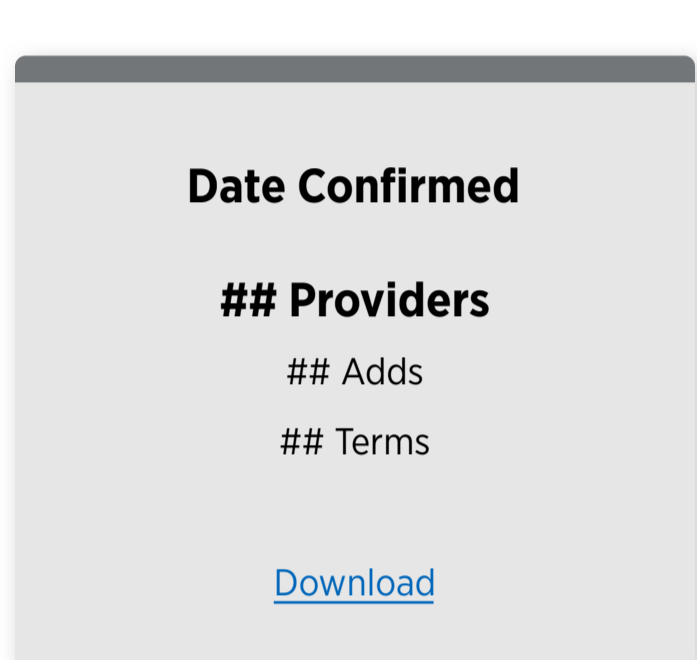 Date Confirmed
## Providers
## Adds
## Terms
Download